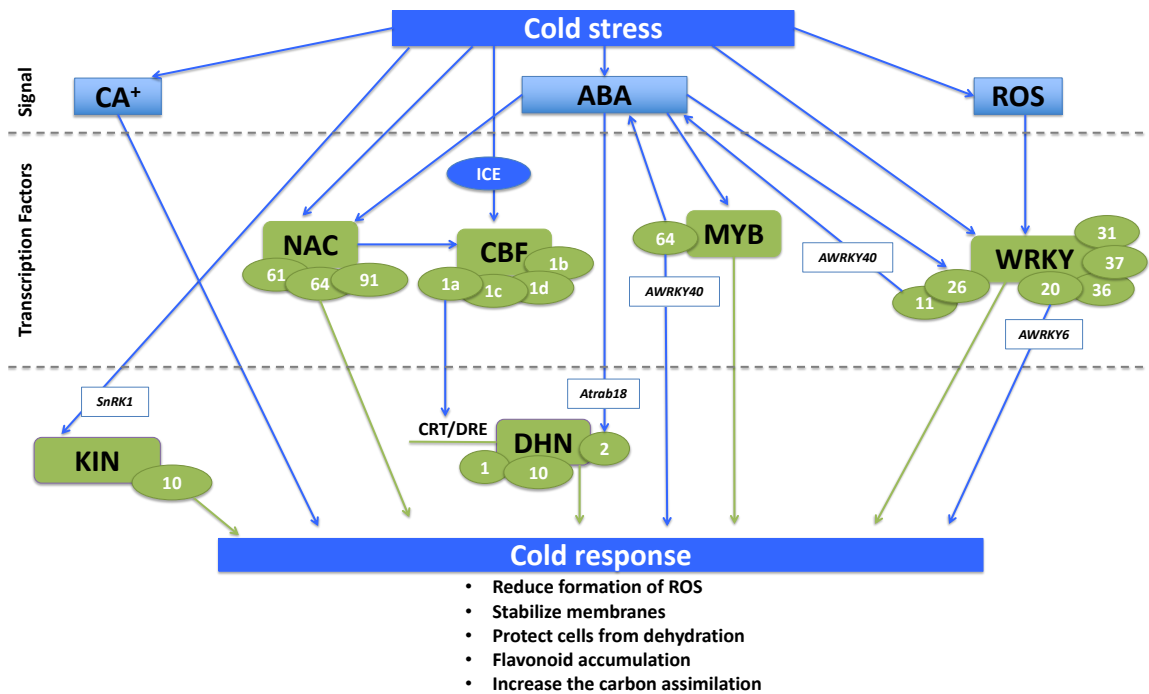 Cold stress
Signal
CA+
ABA
ROS
Transcription Factors
ICE
NAC
61
64
91
CBF
1a
1b
1c
1d
64
MYB
AWRKY40
AWRKY40
WRKY
31
37
36
20
26
11
AWRKY6
SnRK1
Atrab18
KIN
10
CRT/DRE
DHN
1
10
2
Cold response
• Reduce formation of ROS
• Stabilize membranes
• Protect cells from dehydration
• Flavonoid accumulation
• Increase the carbon assimilation